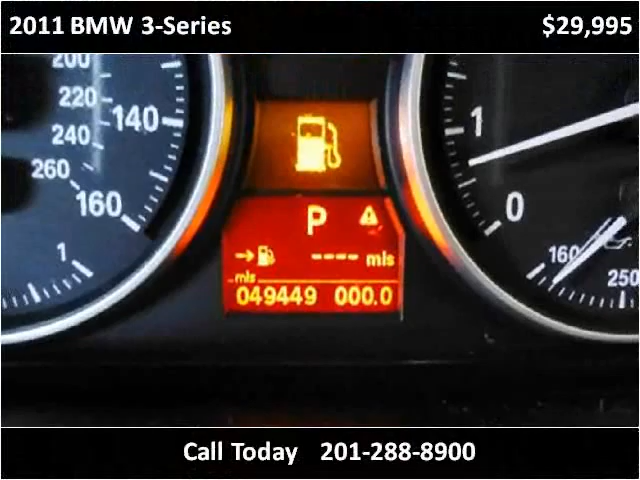 2011 BMW 3-Series $29,995
200
220
240
260
140
160
1
P
---- mls
mls
049449 000.0
1
0
160
250
Call Today 201-288-8900